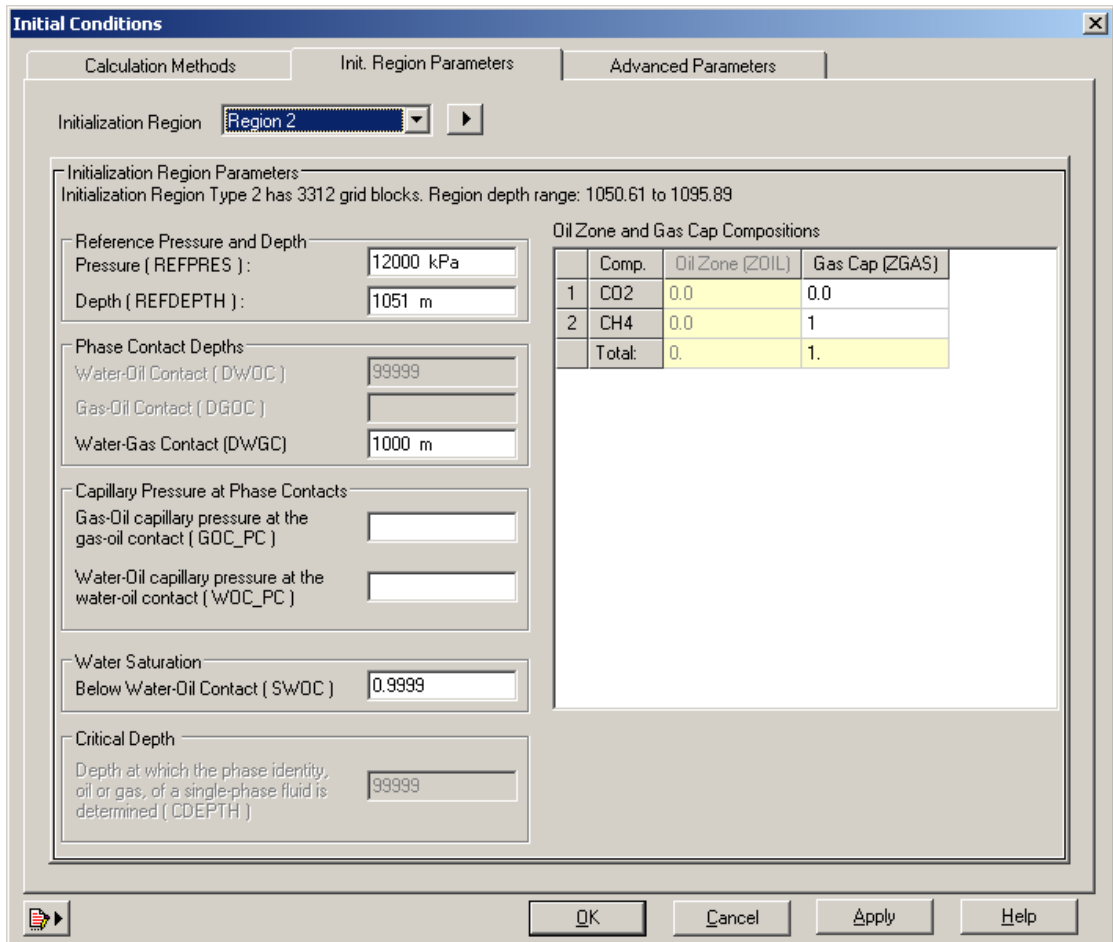 Initial Conditions
Calculation Methods
Init. Region Parameters
Advanced Parameters
Initialization Region
Region 2
Initialization Region Parameters
Initialization Region Type 2 has 3312 grid blocks. Region depth range: 1050.61 to 1095.89
Reference Pressure and Depth
Pressure ( REFPRES ) :
12000 kPa
Depth ( REFDEPTH ) :
1051 m
Phase Contact Depths
Water-Oil Contact ( DWOC )
99999
Gas-Oil Contact ( DGOC )
Water-Gas Contact (DWGC)
1000 m
Capillary Pressure at Phase Contacts
Gas-Oil capillary pressure at the
gas-oil contact ( GOC_PC )
Water-Oil capillary pressure at the
water-oil contact ( WOC_PC )
Water Saturation
Below Water-Oil Contact ( SWOC )
0.9999
Critical Depth
Depth at which the phase identity,
oil or gas, of a single-phase fluid is
determined ( CDEPTH )
99999
Oil Zone and Gas Cap Compositions
Comp. Oil Zone (ZOIL) Gas Cap (ZGAS)
1 CO2 0.0 0.0
2 CH4 0.0 1
Total: 0. 1.
OK
Cancel
Apply
Help